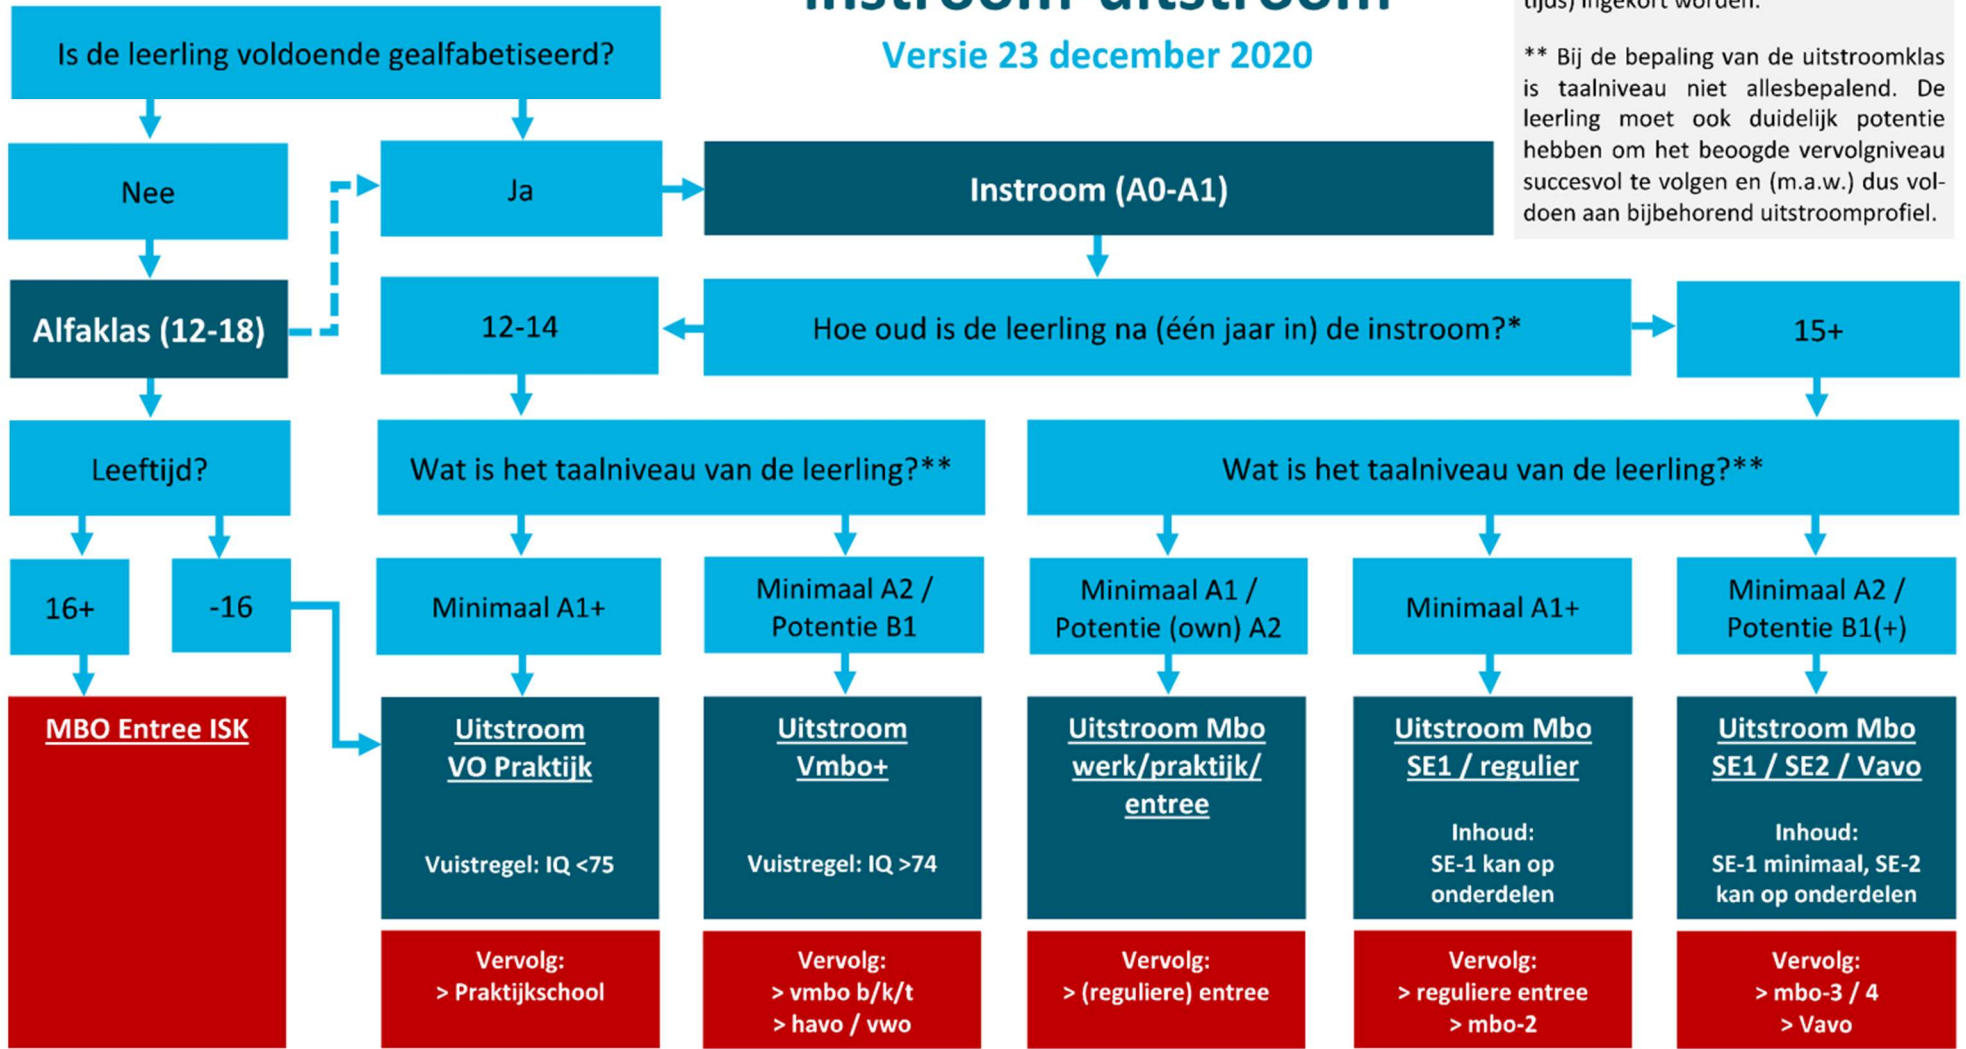 instroom-uitstroom
Versie 23 december 2020
tijds) ingekort worden.
** Bij de bepaling van de uitstroomklas
is taalniveau niet allesbepalend. De
leerling moet ook duidelijk potentie
hebben om het beoogde vervolgniveau
succesvol te volgen en (m.a.w.) dus vol-
doen aan bijbehorend uitstroomprofiel.
Is de leerling voldoende gealfabetiseerd?
Nee
Ja
Instroom (A0-A1)
Alfaklas (12-18)
12-14
Hoe oud is de leerling na (één jaar in) de instroom?*
15+
Leeftijd?
Wat is het taalniveau van de leerling?**
Wat is het taalniveau van de leerling?**
16+
-16
Minimaal A1+
Minimaal A2 /
Potentie B1
Minimaal A1 /
Potentie (own) A2
Minimaal A1+
Minimaal A2 /
Potentie B1(+)
MBO Entree ISK
Uitstroom
VO Praktijk
Vuistregel: IQ <75
Uitstroom
Vmbo+
Vuistregel: IQ >74
Uitstroom Mbo
werk/praktijk/
entree
Uitstroom Mbo
SE1 / regulier
Inhoud:
SE-1 kan op
onderdelen
Uitstroom Mbo
SE1 / SE2 / Vavo
Inhoud:
SE-1 minimaal, SE-2
kan op onderdelen
Vervolg:
> Praktijkschool
Vervolg:
> vmbo b/k/t
> havo / vwo
Vervolg:
> (reguliere) entree
Vervolg:
> reguliere entree
> mbo-2
Vervolg:
> mbo-3 / 4
> Vavo